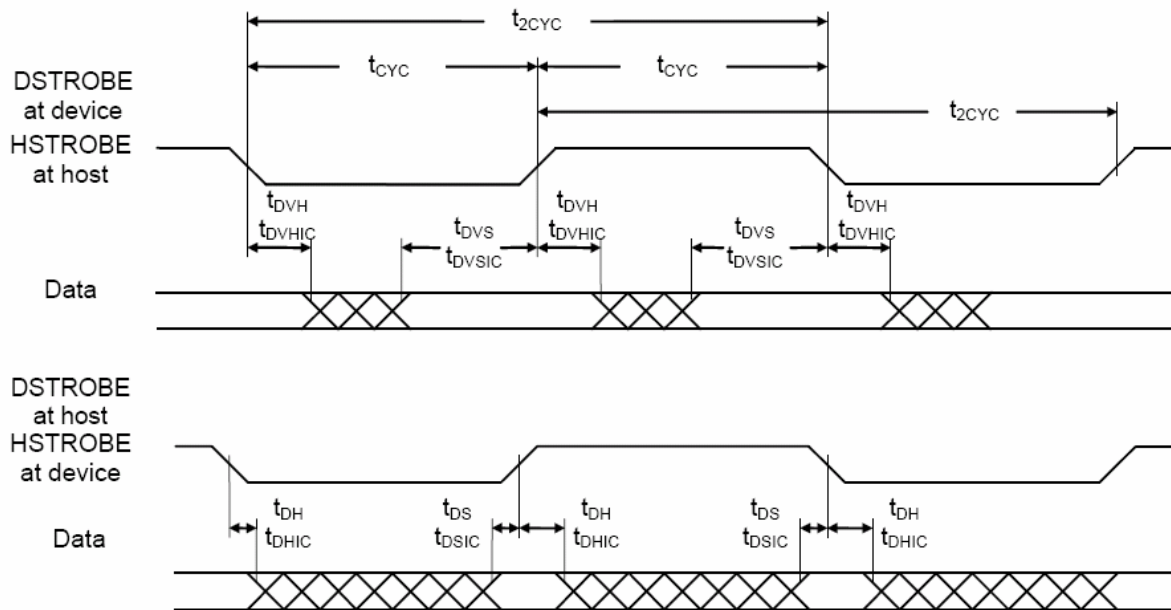 t2CYC
tCYC tCYC
DSTROBE
at device
t2CYC
HSTROBE
at host
tDVH tDVH tDVH
tDVHIC tDVS tDVHIC tDVS tDVHIC
tDVSIC tDVSIC
Data
DSTROBE
at host
HSTROBE
at device
tDH tDS tDH tDS tDH
tDHIC tDSIC tDHIC tDSIC tDHIC
Data